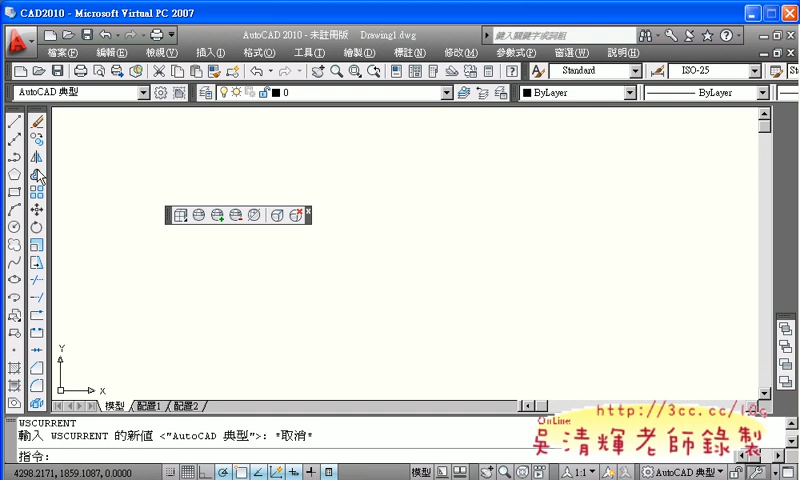 CAD2010 - Microsoft Virtual PC 2007
AutoCAD 2010 - 未註冊版 Drawing1.dwg
鍵入關鍵字或詞組
檔案(F) 編輯(E) 檢視(V) 插入(I) 格式(O) 工具(T) 繪製(D) 標註(N) 修改(M) 參數式(P) 視窗(W) 說明(H)
Standard ISO-25
AutoCAD 典型 0 ByLayer ByLayer
Y
X
模型 配置1 配置2
http://3cc.cc/10g
WSCURRENT
OnLine
輸入 WSCURRENT 的新值 <"AutoCAD 典型">: *取消*
吳清輝老師錄製
指令:
4298.2121, 1859.1087, 0.0000 模型 1:1 AutoCAD 典型